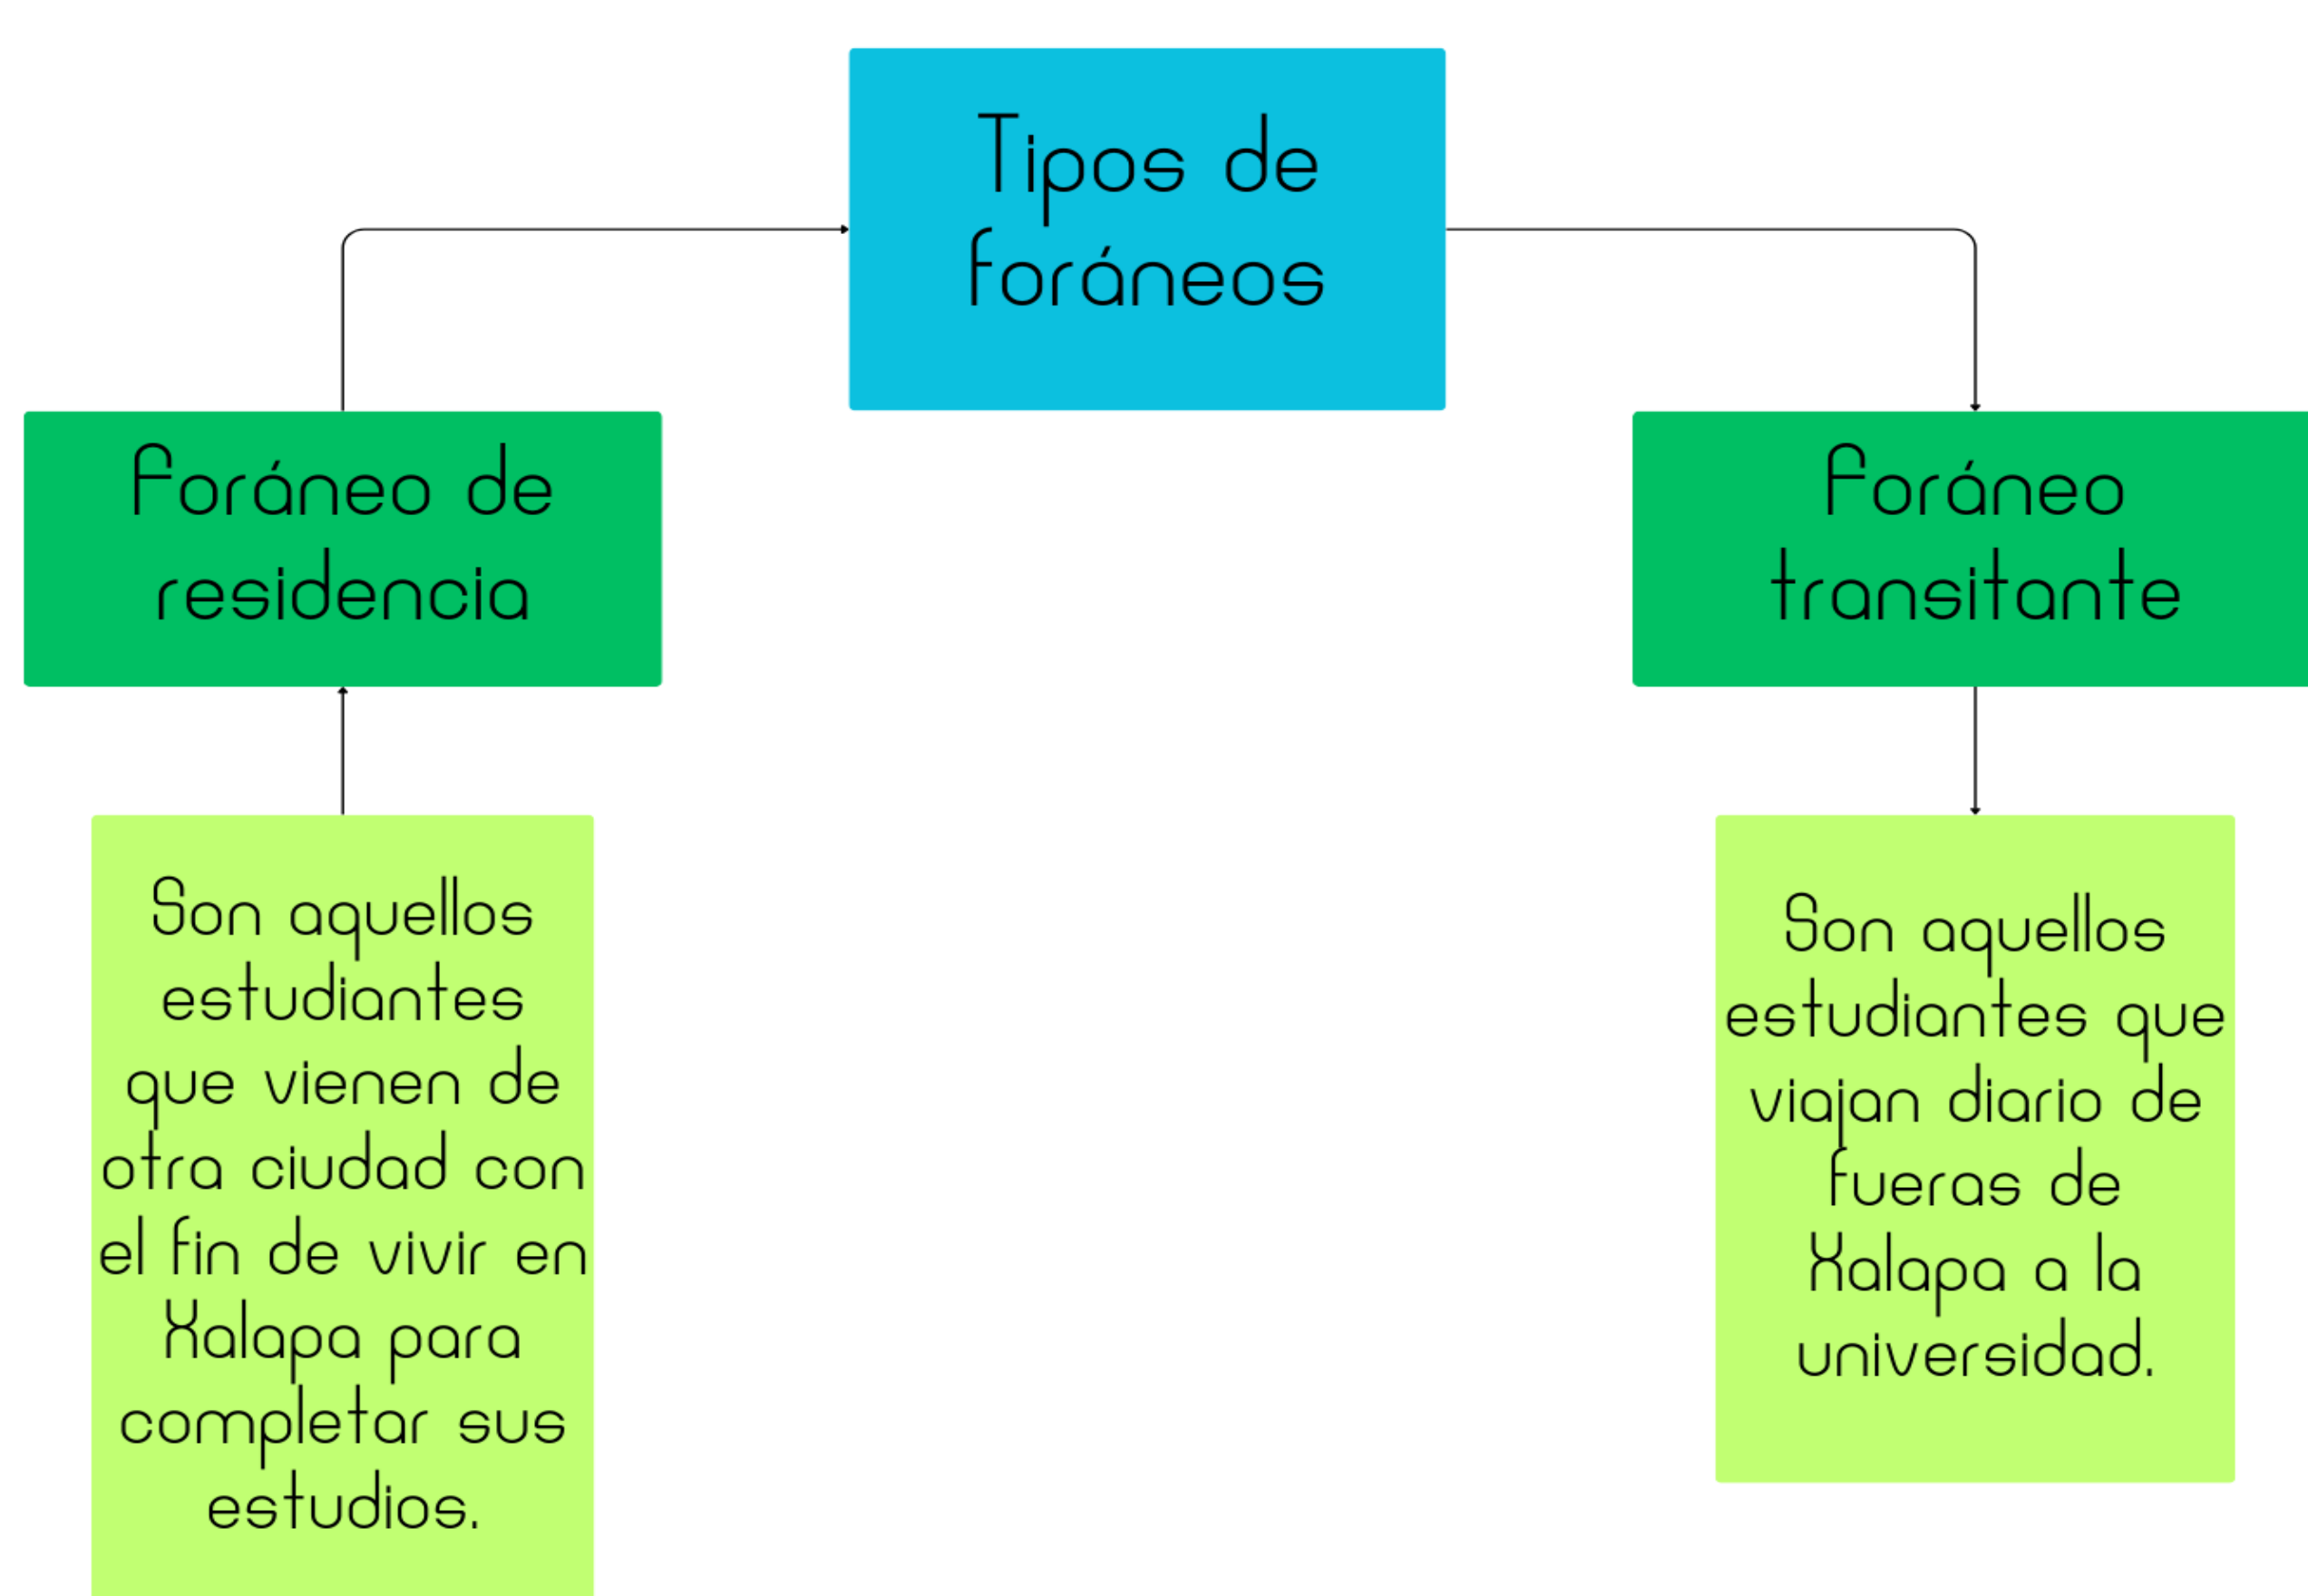 Tipos de
foráneos
Foráneo de
residencia
Son aquellos
estudiantes
que vienen de
otra ciudad con
el fin de vivir en
Xalapa para
completar sus
estudios.
Foráneo
transitante
Son aquellos
estudiantes que
viajan diario de
fueras de
Xalapa a la
universidad.